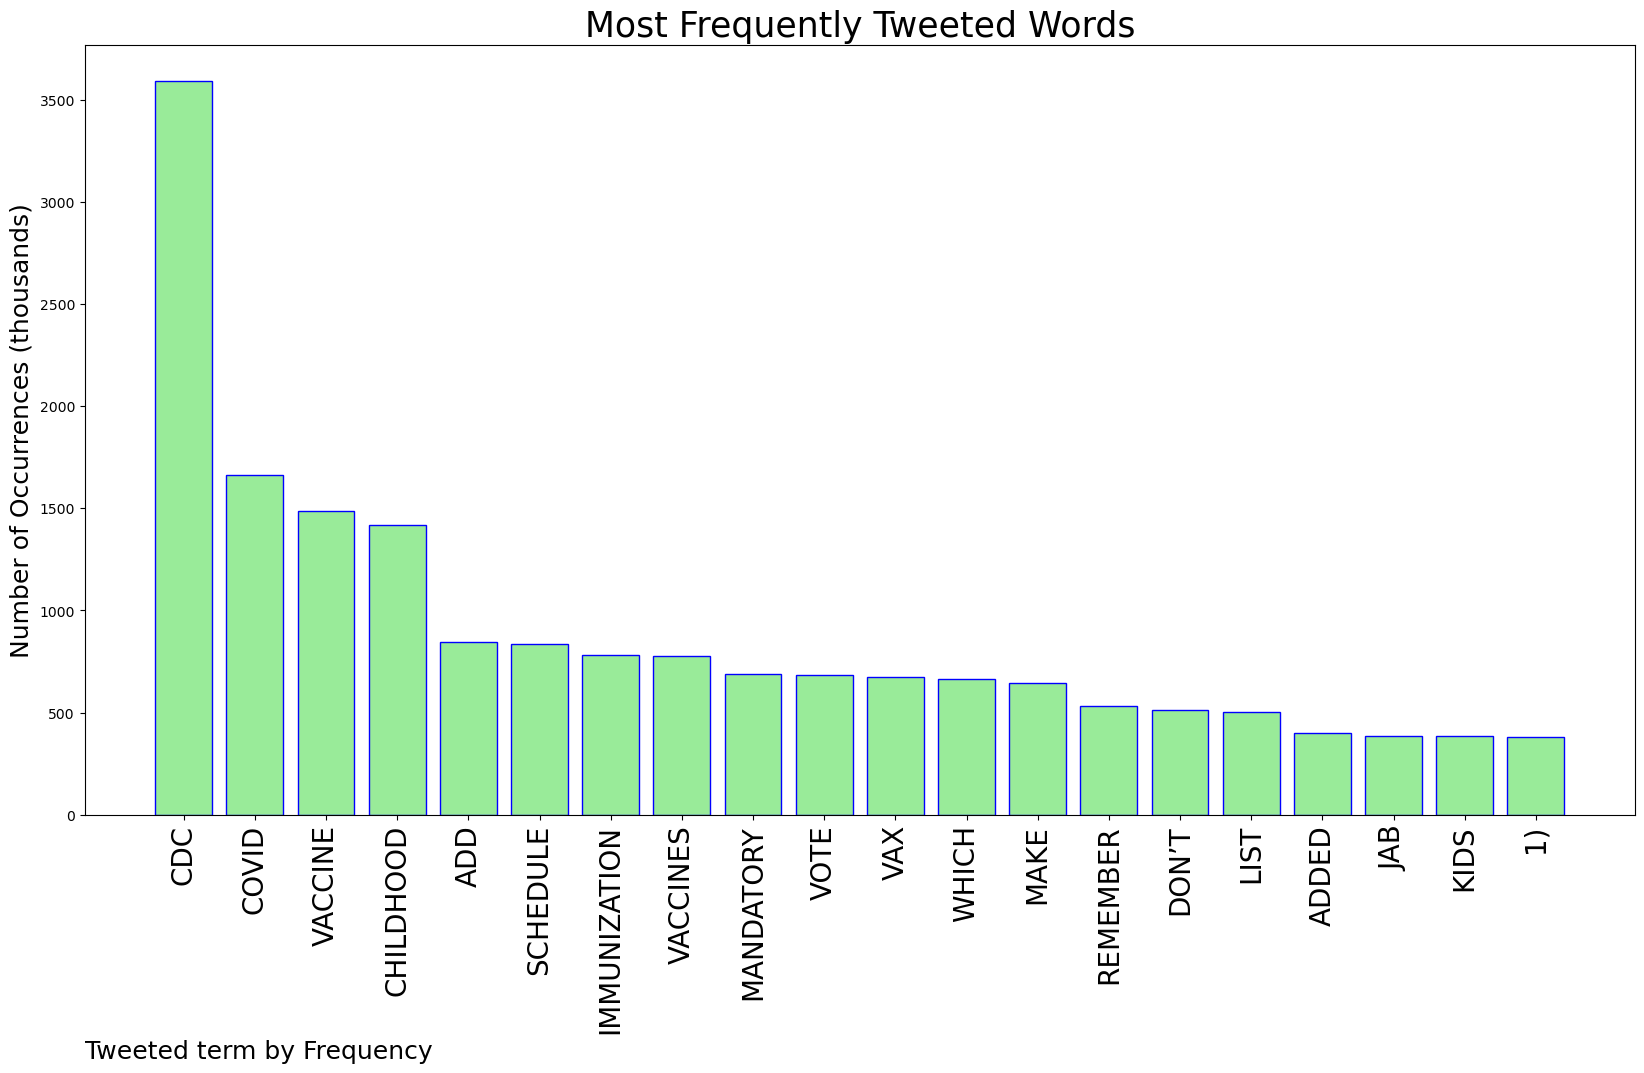 Most Frequently Tweeted Words
Number of Occurrences (thousands)
3500
3000
2500
2000
1500
1000
500
0
CDC
COVID
VACCINE
CHILDHOOD
ADD
SCHEDULE
IMMUNIZATION
VACCINES
MANDATORY
VOTE
VAX
WHICH
MAKE
REMEMBER
DON’T
LIST
ADDED
JAB
KIDS
1)
Tweeted term by Frequency